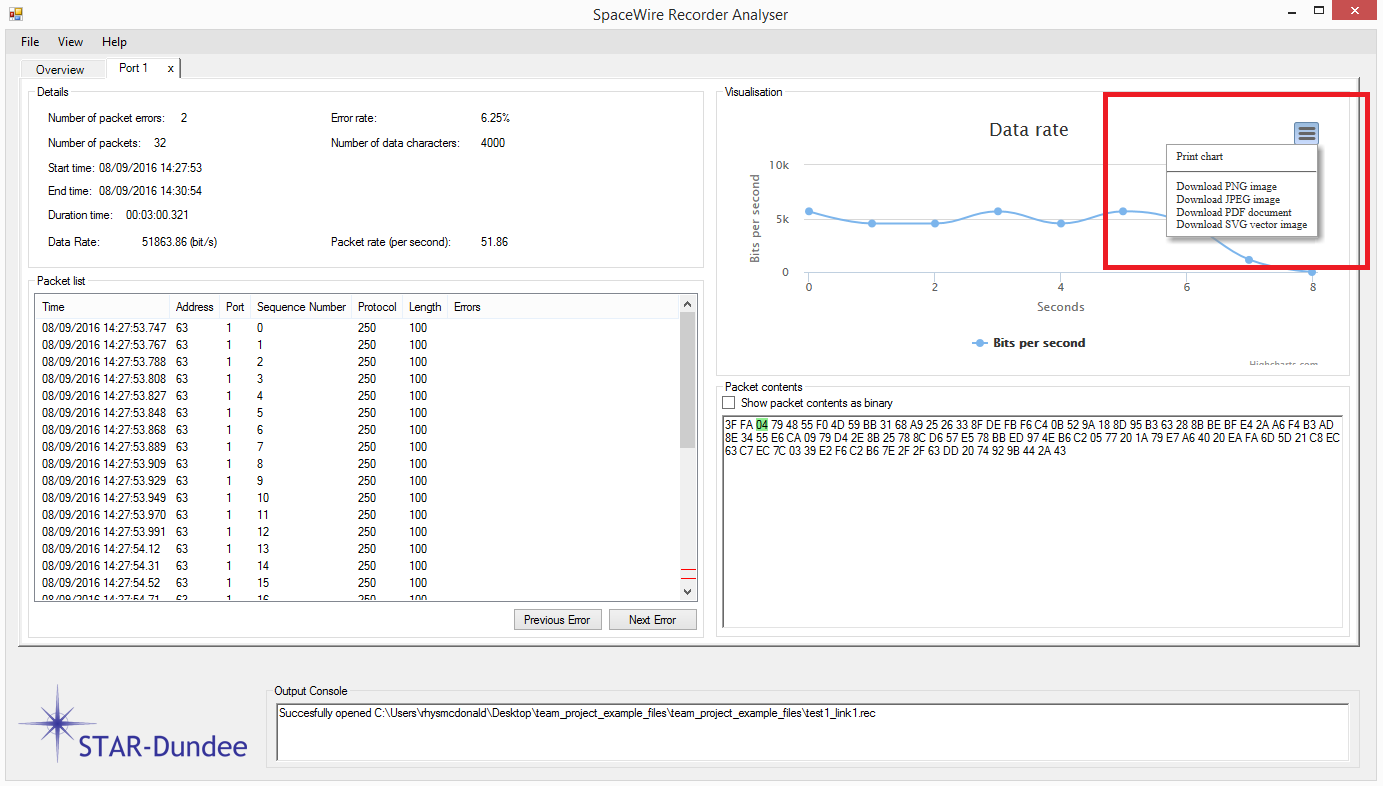 SpaceWire Recorder Analyser
File View Help
Overview Port 1 x
Details
Number of packet errors: 2 Error rate: 6.25%
Number of packets: 32 Number of data characters: 4000
Start time: 08/09/2016 14:27:53
End time: 08/09/2016 14:30:54
Duration time: 00:03:00.321
Data Rate: 51863.86 (bit/s) Packet rate (per second): 51.86
Packet list
Time Address Port Sequence Number Protocol Length Errors
08/09/2016 14:27:53.747 63 1 0 250 100
08/09/2016 14:27:53.767 63 1 1 250 100
08/09/2016 14:27:53.788 63 1 2 250 100
08/09/2016 14:27:53.808 63 1 3 250 100
08/09/2016 14:27:53.827 63 1 4 250 100
08/09/2016 14:27:53.848 63 1 5 250 100
08/09/2016 14:27:53.868 63 1 6 250 100
08/09/2016 14:27:53.889 63 1 7 250 100
08/09/2016 14:27:53.909 63 1 8 250 100
08/09/2016 14:27:53.929 63 1 9 250 100
08/09/2016 14:27:53.949 63 1 10 250 100
08/09/2016 14:27:53.970 63 1 11 250 100
08/09/2016 14:27:53.991 63 1 12 250 100
08/09/2016 14:27:54.12 63 1 13 250 100
08/09/2016 14:27:54.31 63 1 14 250 100
08/09/2016 14:27:54.52 63 1 15 250 100
08/09/2016 14:27:54.71 63 1 16 250 100
Previous Error Next Error
Visualisation
Data rate
Print chart
Download PNG image
Download JPEG image
Download PDF document
Download SVG vector image
Bits per second
10k
5k
0
0 2 4 6 8
Seconds
Bits per second
Highcharts.com
Packet contents
Show packet contents as binary
3F FA 04 79 48 55 F0 4D 59 BB 31 68 A9 25 26 33 8F DE FB F6 C4 0B 52 9A 18 8D 95 B3 63 28 8B BE BF E4 2A A6 F4 B3 AD
8E 34 55 E6 CA 09 79 D4 2E 8B 25 78 8C D6 57 E5 78 BB ED 97 4E B6 C2 05 77 20 1A 79 E7 A6 40 20 EA FA 6D 5D 21 C8 EC
63 C7 EC 7C 03 39 E2 F6 C2 B6 7E 2F 2F 63 DD 20 74 92 9B 44 2A 43
STAR-Dundee
Output Console
Succesfully opened C:\Users\rhysmcdonald\Desktop\team_project_example_files\team_project_example_files\test1_link1.rec